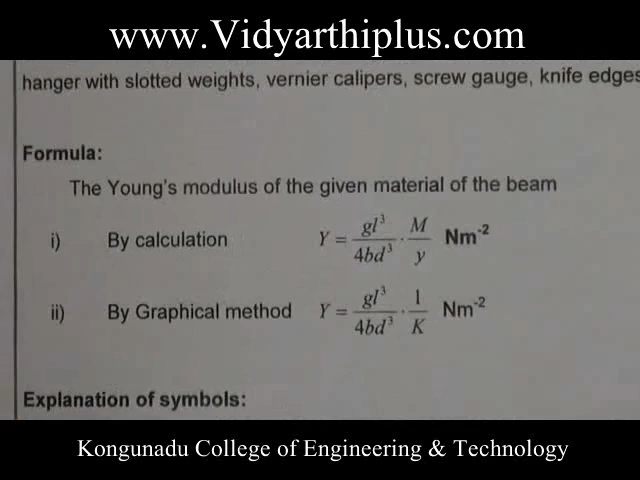 www.Vidyarthiplus.com
hanger with slotted weights, vernier calipers, screw gauge, knife edges
Formula:
The Young's modulus of the given material of the beam
i) By calculation Y = gl³/4bd³ · M/y Nm⁻²
ii) By Graphical method Y = gl³/4bd³ · 1/K Nm⁻²
Explanation of symbols:
Kongunadu College of Engineering & Technology